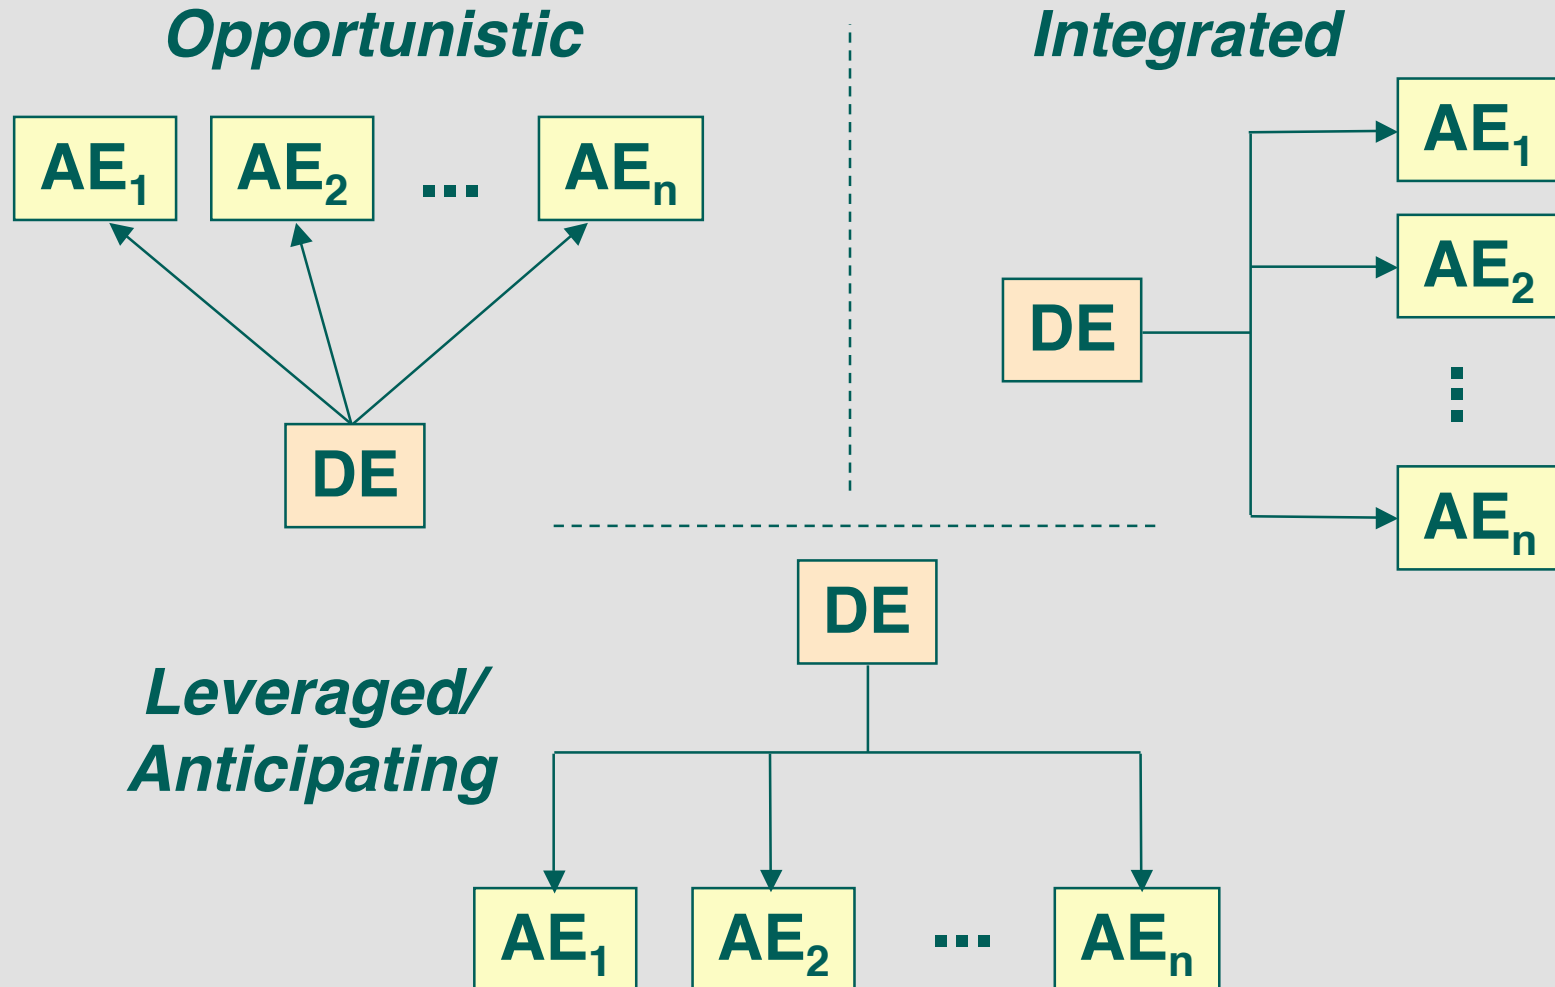 Opportunistic
AE₁ AE₂ ... AEₙ
DE
Integrated
AE₁
AE₂
DE
⋮
AEₙ
DE
Leveraged/
Anticipating
AE₁ AE₂ ... AEₙ